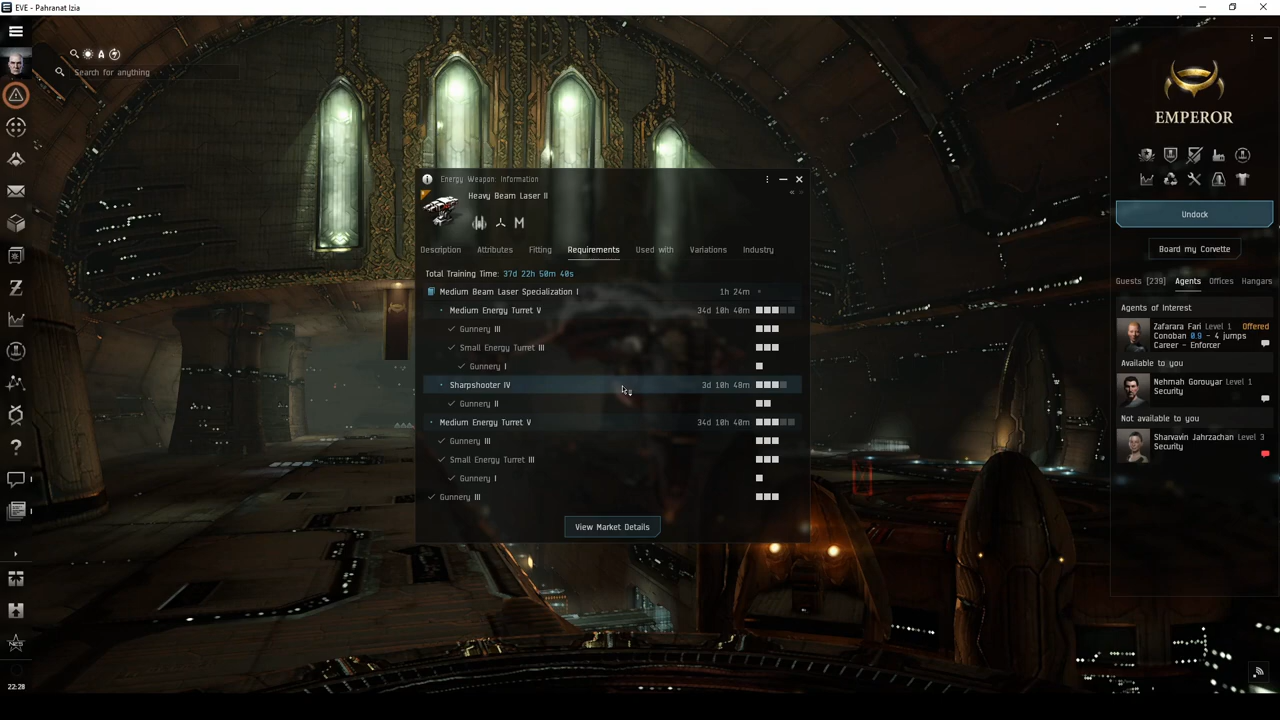 EVE - Pahranat Izia
A
Search for anything
Energy Weapon: Information
Heavy Beam Laser II
M
Description Attributes Fitting Requirements Used with Variations Industry
Total Training Time: 37d 22h 50m 40s
Medium Beam Laser Specialization I 1h 24m
Medium Energy Turret V 34d 10h 40m
Gunnery III
Small Energy Turret III
Gunnery I
Sharpshooter IV 3d 10h 48m
Gunnery II
Medium Energy Turret V 34d 10h 40m
Gunnery III
Small Energy Turret III
Gunnery I
Gunnery III
View Market Details
EMPEROR
Undock
Board my Corvette
Guests [239] Agents Offices Hangars
Agents of Interest
Zafarara Fari Level 1 Offered
Conoban 0.9 - 4 jumps
Career - Enforcer
Available to you
Nehrnah Gorouyar Level 1
Security
Not available to you
Sharvavin Jahrzachan Level 3
Security
22:28